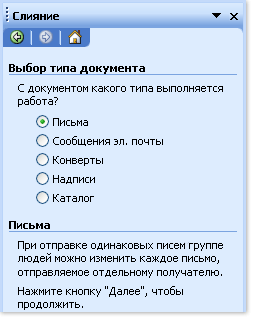 Слияние
Выбор типа документа
С документом какого типа выполняется
работа?
Письма
Сообщения эл. почты
Конверты
Надписи
Каталог
Письма
При отправке одинаковых писем группе
людей можно изменить каждое письмо,
отправляемое отдельному получателю.
Нажмите кнопку "Далее", чтобы
продолжить.